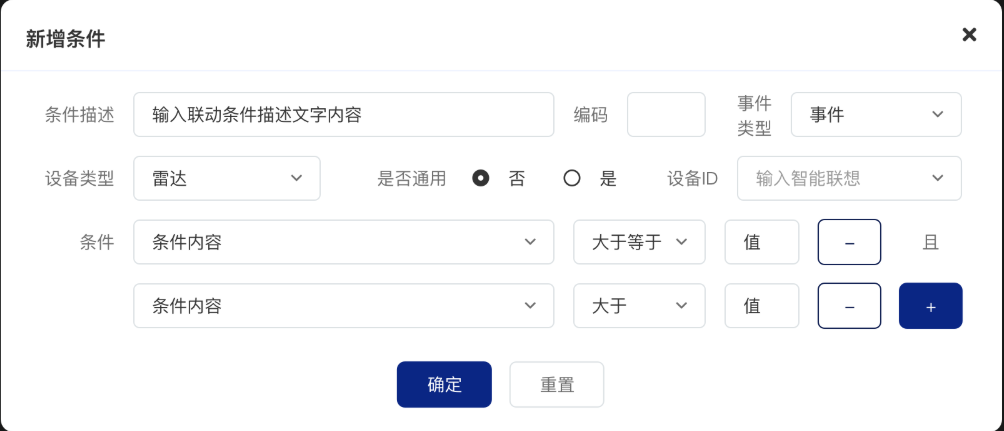 新增条件
条件描述 输入联动条件描述文字内容 编码 事件类型 事件
设备类型 雷达 是否通用 否 是 设备ID 输入智能联想
条件 条件内容 大于等于 值 - 且
条件内容 大于 值 - +
确定 重置